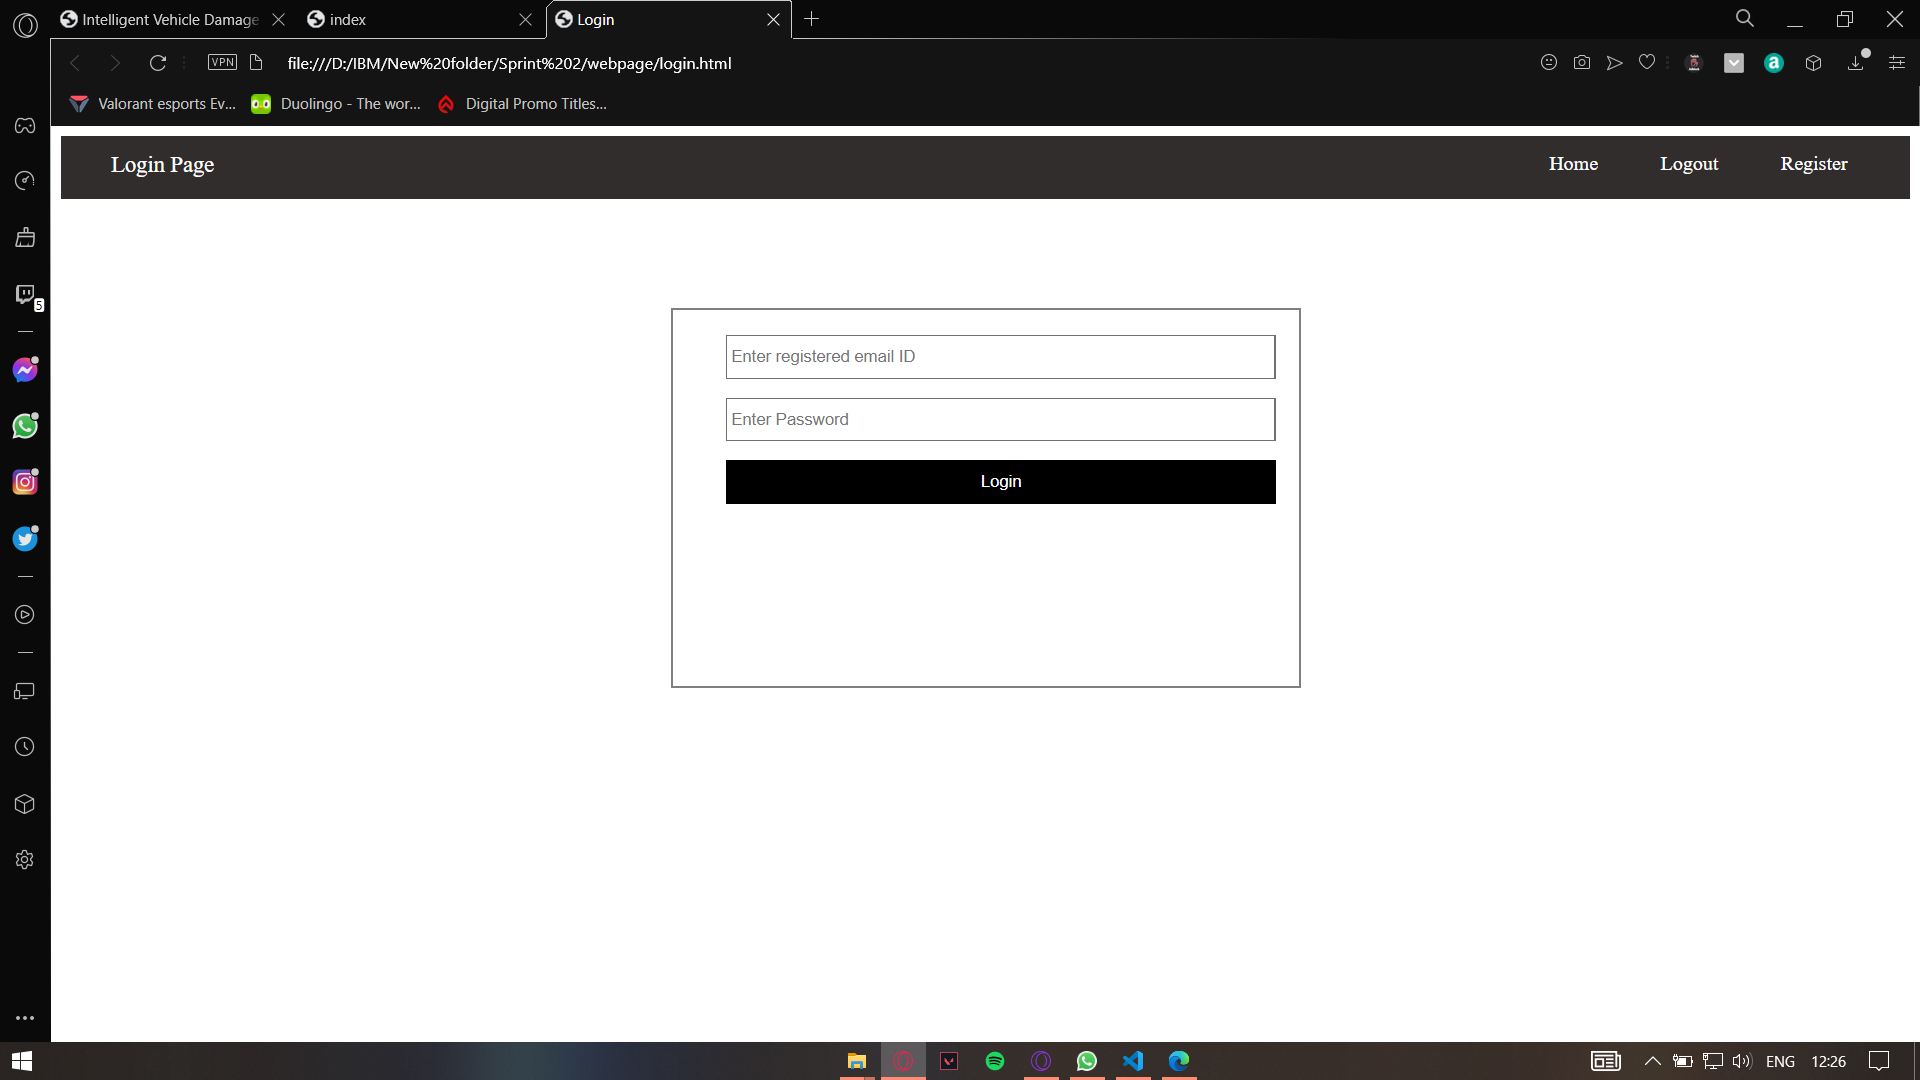 Intelligent Vehicle Damage
index
Login
VPN
file:///D:/IBM/New%20folder/Sprint%202/webpage/login.html
a
Valorant esports Ev...
Duolingo - The wor...
Digital Promo Titles...
Login Page
Home
Logout
Register
5
Enter registered email ID
Enter Password
Login
ENG
12:26